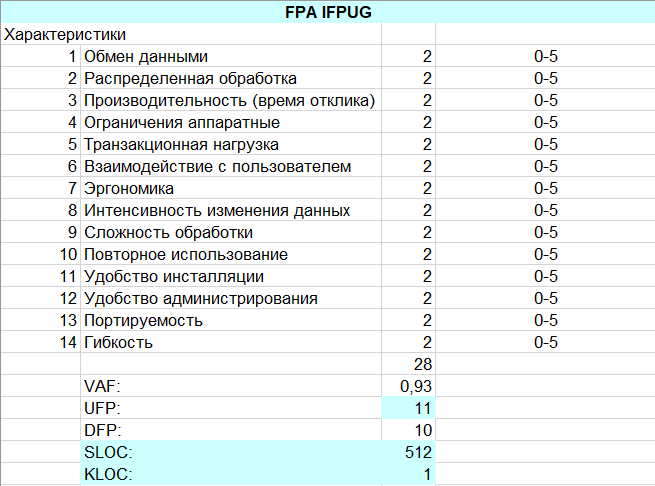 FPA IFPUG
Характеристики
1 Обмен данными 2 0-5
2 Распределенная обработка 2 0-5
3 Производительность (время отклика) 2 0-5
4 Ограничения аппаратные 2 0-5
5 Транзакционная нагрузка 2 0-5
6 Взаимодействие с пользователем 2 0-5
7 Эргономика 2 0-5
8 Интенсивность изменения данных 2 0-5
9 Сложность обработки 2 0-5
10 Повторное использование 2 0-5
11 Удобство инсталляции 2 0-5
12 Удобство администрирования 2 0-5
13 Портируемость 2 0-5
14 Гибкость 2 0-5
28
VAF: 0,93
UFP: 11
DFP: 10
SLOC: 512
KLOC: 1